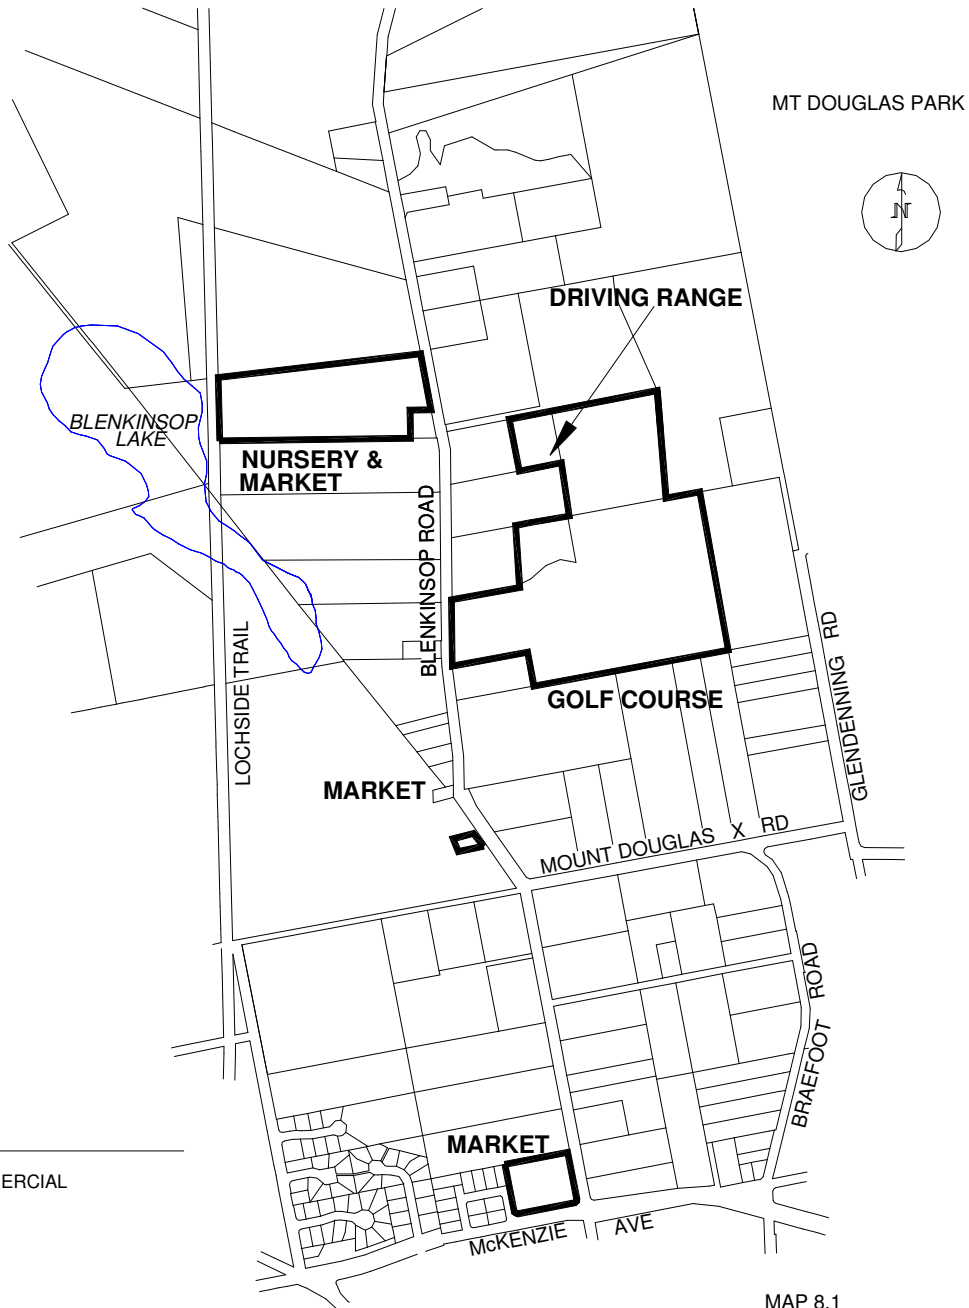 MT DOUGLAS PARK
N
DRIVING RANGE
BLENKINSOP
LAKE
NURSERY &
MARKET
BLENKINSOP ROAD
LOCHSIDE TRAIL
GOLF COURSE
GLENDENNING RD
MARKET
MOUNT DOUGLAS X RD
BRAEFOOT ROAD
MARKET
ERCIAL
McKENZIE AVE
MAP 8.1